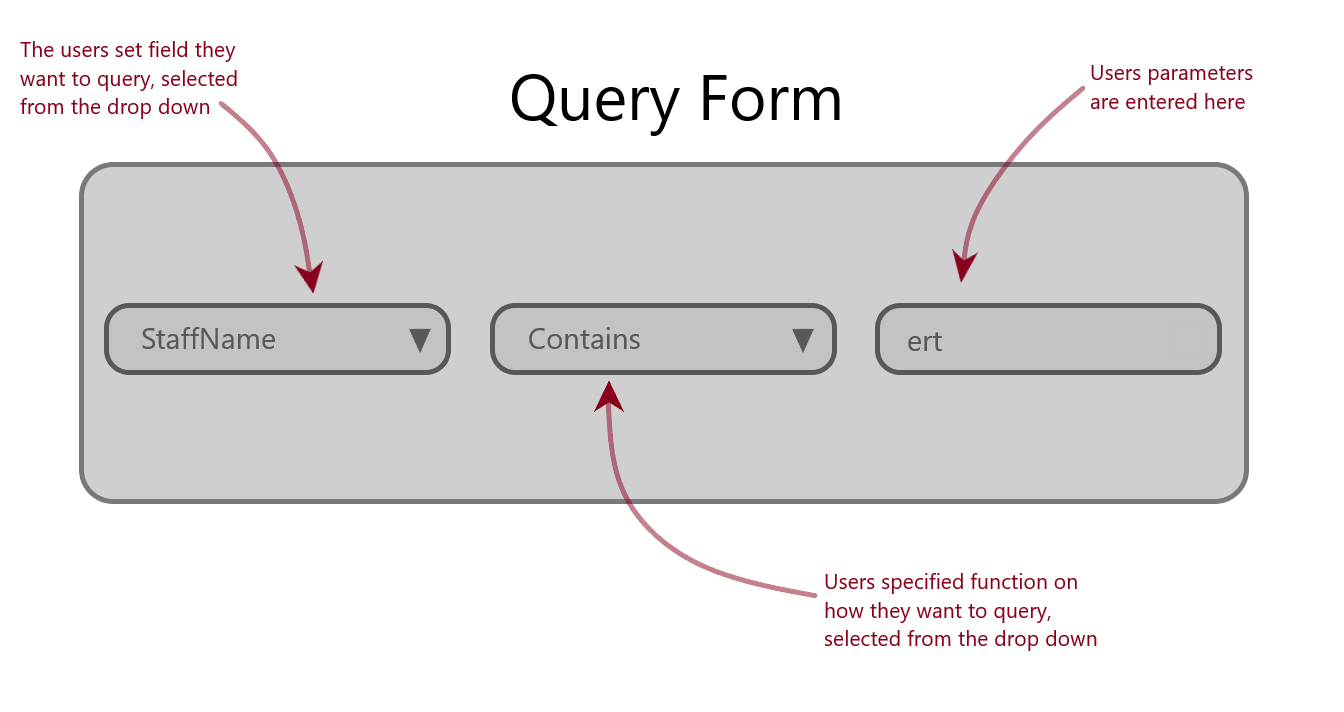 The users set field they
want to query, selected
from the drop down
Query Form
Users parameters
are entered here
StaffName
Contains
ert
Users specified function on
how they want to query,
selected from the drop down